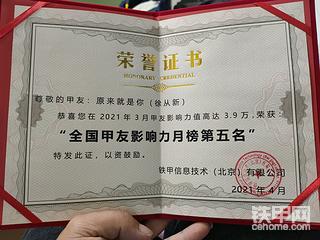 荣誉证书
HONORARY CREDENTIAL
尊敬的甲友：原来就是你（徐从新）
恭喜您在 2021 年 3 月甲友影响力值高达 3.9 万，荣获：
“全国甲友影响力月榜第五名”
特发此证，以资鼓励。
铁甲信息技术（北京）有限公司
2021 年 4 月
铁甲网